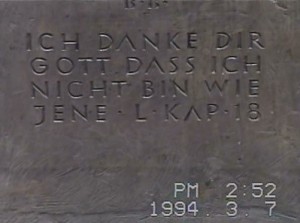 ICH DANKE DIR
GOTT DASS ICH
NICHT BIN WIE
JENE · L · KAP · 18
PM 2:52
1994. 3. 7